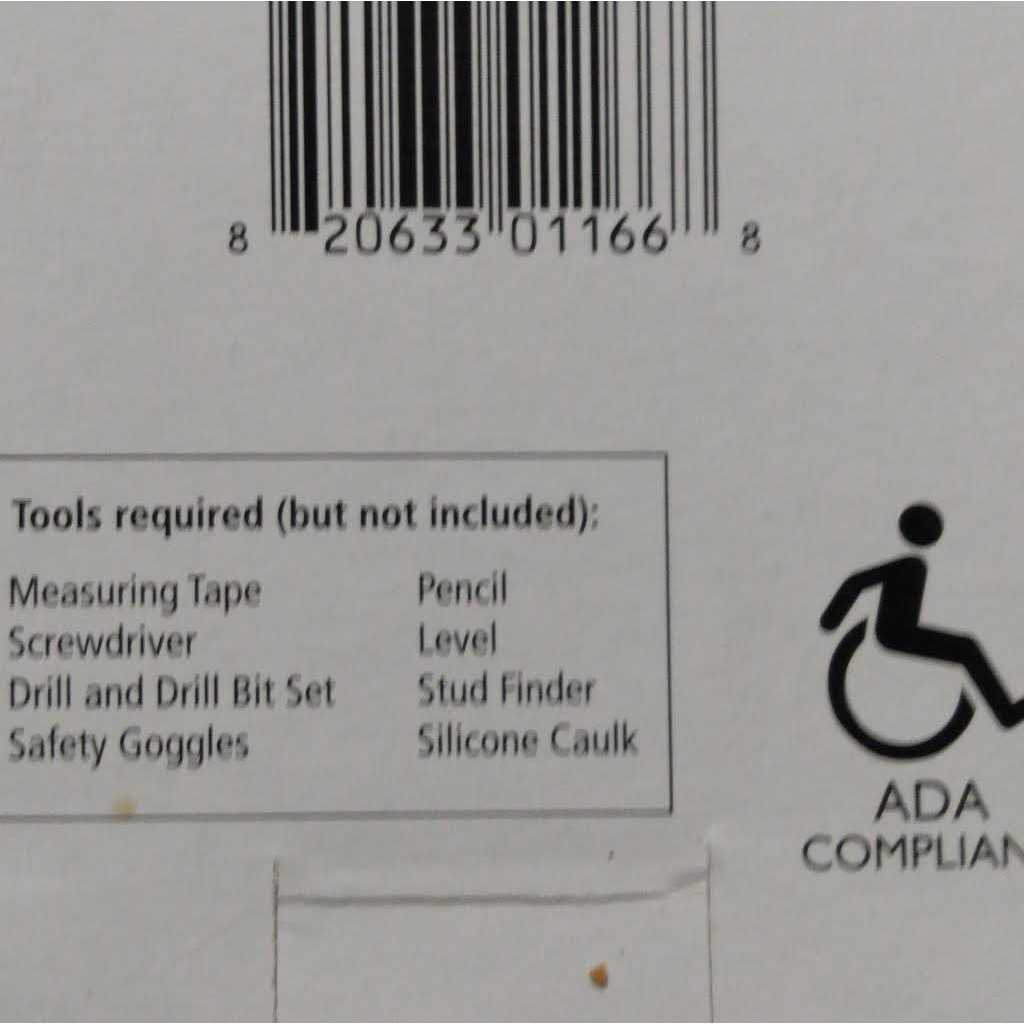 8 20633 01166 8
Tools required (but not included):
Measuring Tape Pencil
Screwdriver Level
Drill and Drill Bit Set Stud Finder
Safety Goggles Silicone Caulk
ADA
COMPLIAN